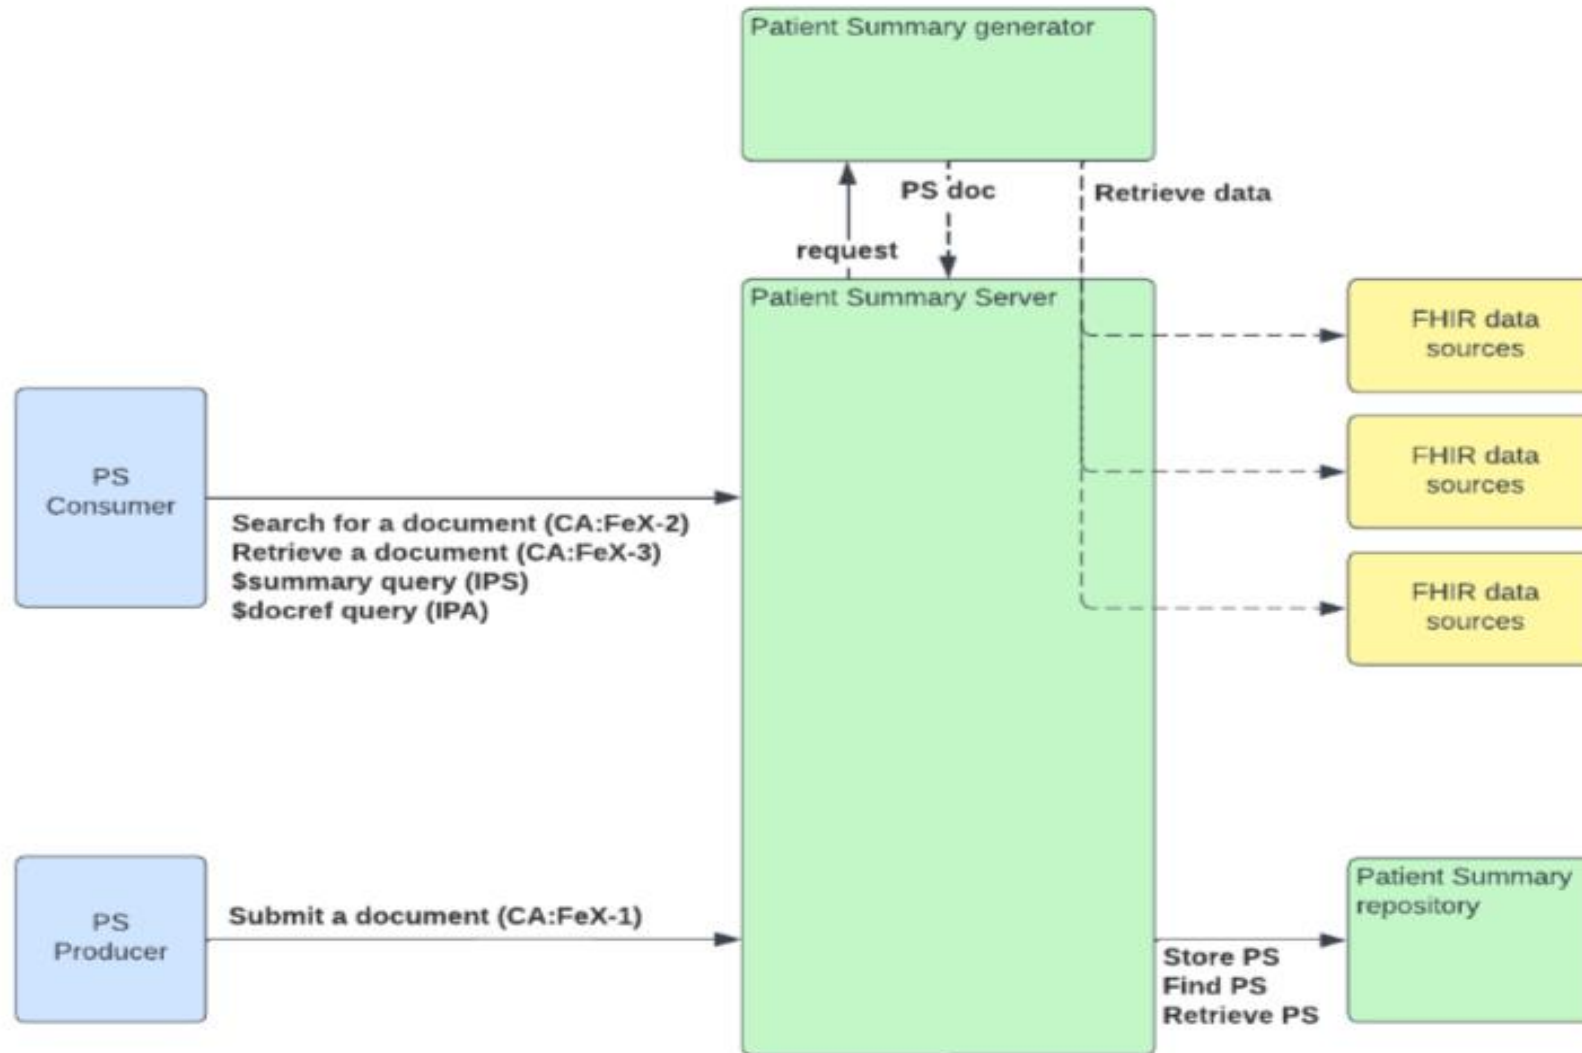 Patient Summary generator
PS doc
Retrieve data
request
Patient Summary Server
FHIR data
sources
FHIR data
sources
FHIR data
sources
PS
Consumer
Search for a document (CA:FeX-2)
Retrieve a document (CA:FeX-3)
$summary query (IPS)
$docref query (IPA)
PS
Producer
Submit a document (CA:FeX-1)
Patient Summary
repository
Store PS
Find PS
Retrieve PS